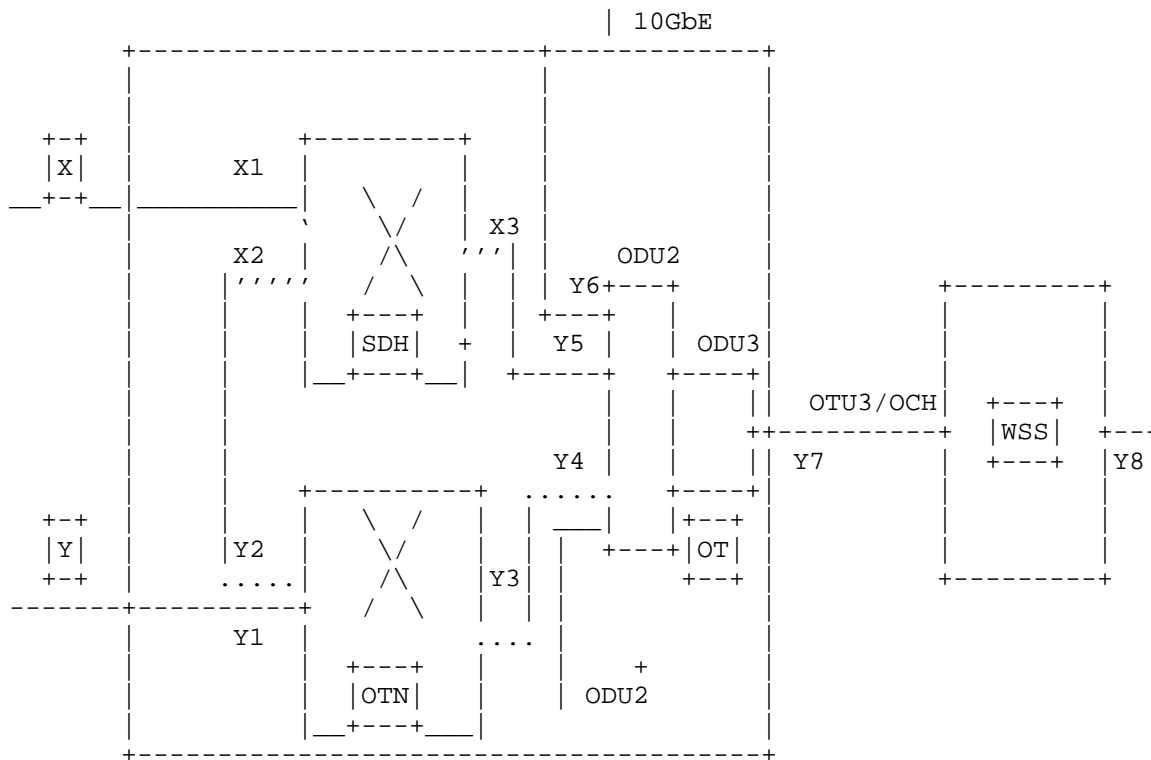 10GbE
X X1
X3
X2 ODU2
Y6
SDH Y5 ODU3
OTU3/OCH
WSS
Y4 Y7 Y8
Y Y2 OT
Y3
Y1
OTN ODU2